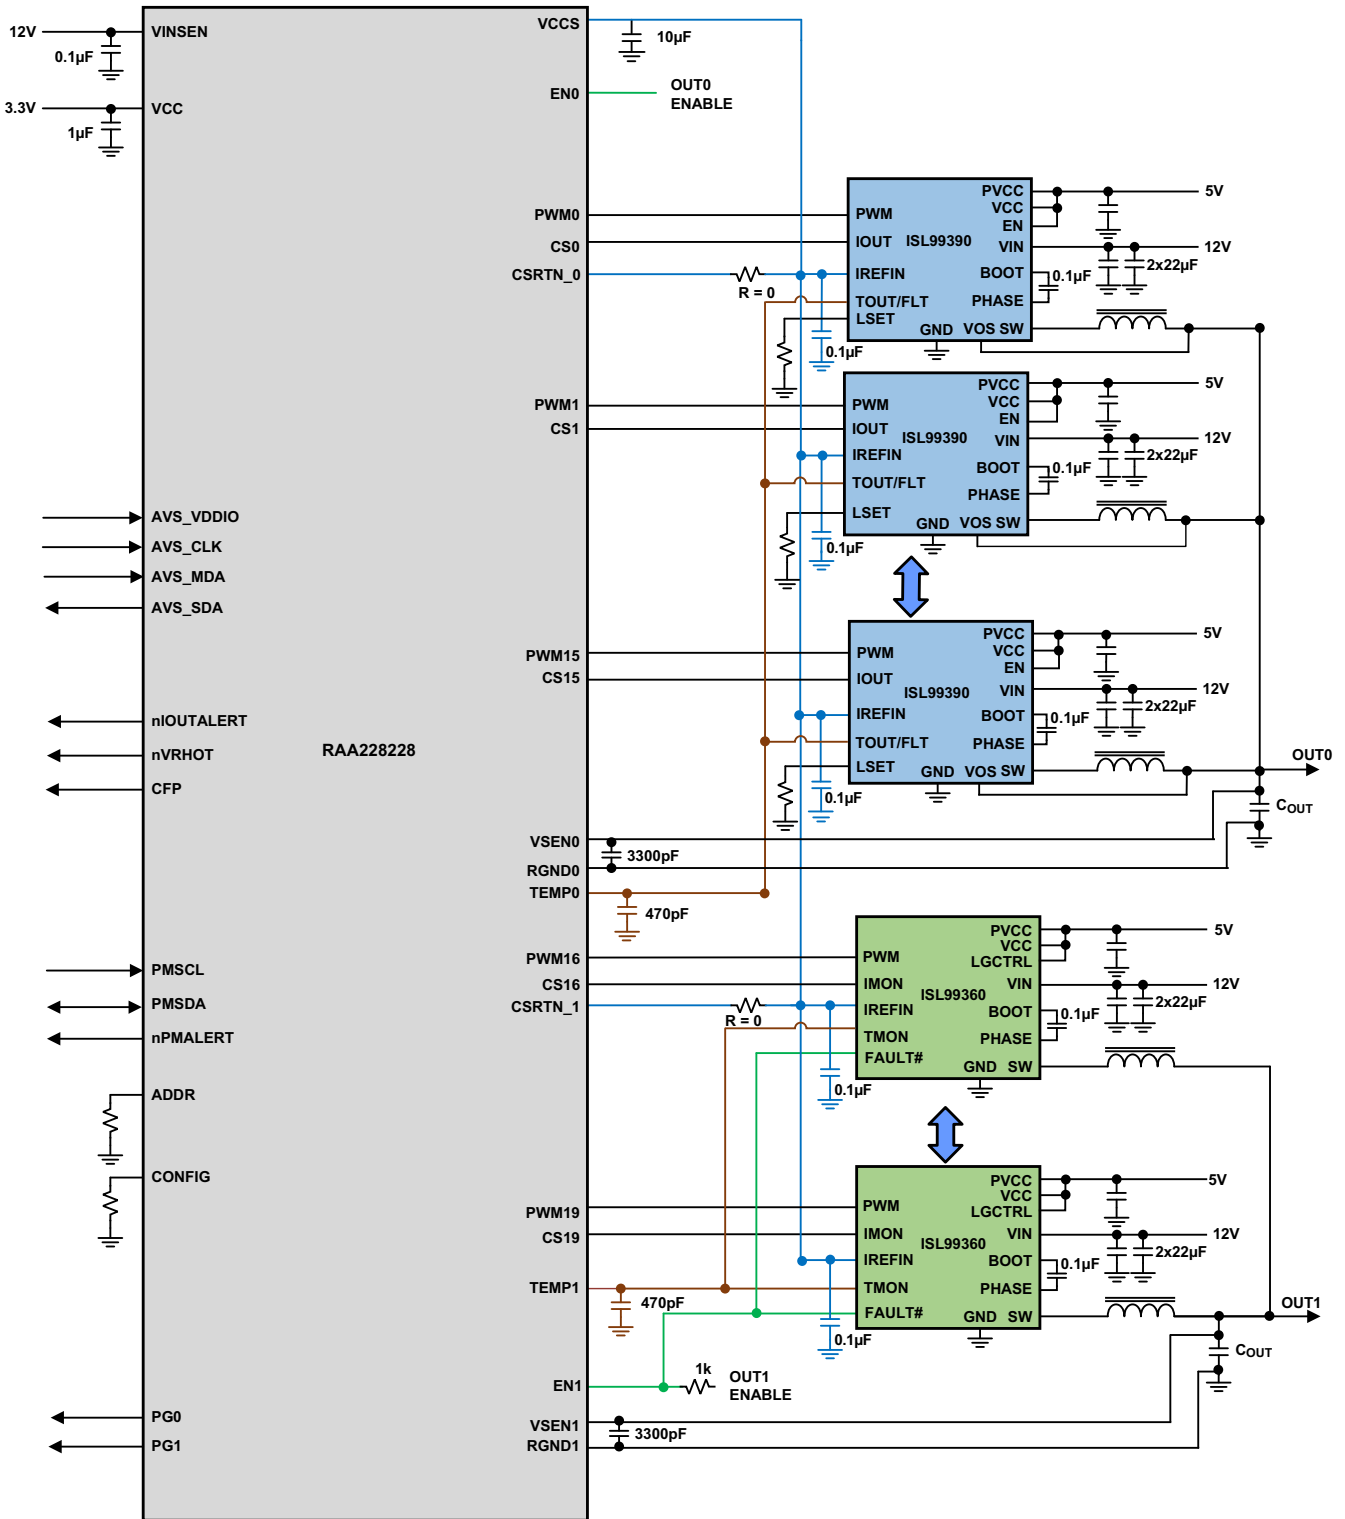 12V
VINSEN
0.1µF
3.3V
VCC
1µF
AVS_VDDIO
AVS_CLK
AVS_MDA
AVS_SDA
nIOUTALERT
nVRHOT
CFP
PMSCL
PMSDA
nPMALERT
ADDR
CONFIG
PG0
PG1
RAA228228
VCCS
10µF
EN0
OUT0
ENABLE
PWM0
CS0
CSRTN_0
R = 0
PWM1
CS1
PWM15
CS15
VSEN0
3300pF
RGND0
TEMP0
470pF
PWM16
CS16
CSRTN_1
R = 0
PWM19
CS19
TEMP1
470pF
EN1
1k
OUT1
ENABLE
VSEN1
3300pF
RGND1
PWM
IOUT
IREFIN
TOUT/FLT
LSET
ISL99390
GND
VOS SW
PVCC
VCC
EN
VIN
BOOT
PHASE
5V
12V
2x22µF
0.1µF
0.1µF
PWM
IOUT
IREFIN
TOUT/FLT
LSET
ISL99390
GND
VOS SW
PVCC
VCC
EN
VIN
BOOT
PHASE
5V
12V
2x22µF
0.1µF
0.1µF
PWM
IOUT
IREFIN
TOUT/FLT
LSET
ISL99390
GND
VOS SW
PVCC
VCC
EN
VIN
BOOT
PHASE
5V
12V
2x22µF
0.1µF
0.1µF
OUT0
COUT
PWM
IMON
IREFIN
TMON
FAULT#
ISL99360
GND SW
PVCC
VCC
LGCTRL
VIN
BOOT
PHASE
5V
12V
2x22µF
0.1µF
0.1µF
PWM
IMON
IREFIN
TMON
FAULT#
ISL99360
GND SW
PVCC
VCC
LGCTRL
VIN
BOOT
PHASE
5V
12V
2x22µF
0.1µF
0.1µF
OUT1
COUT